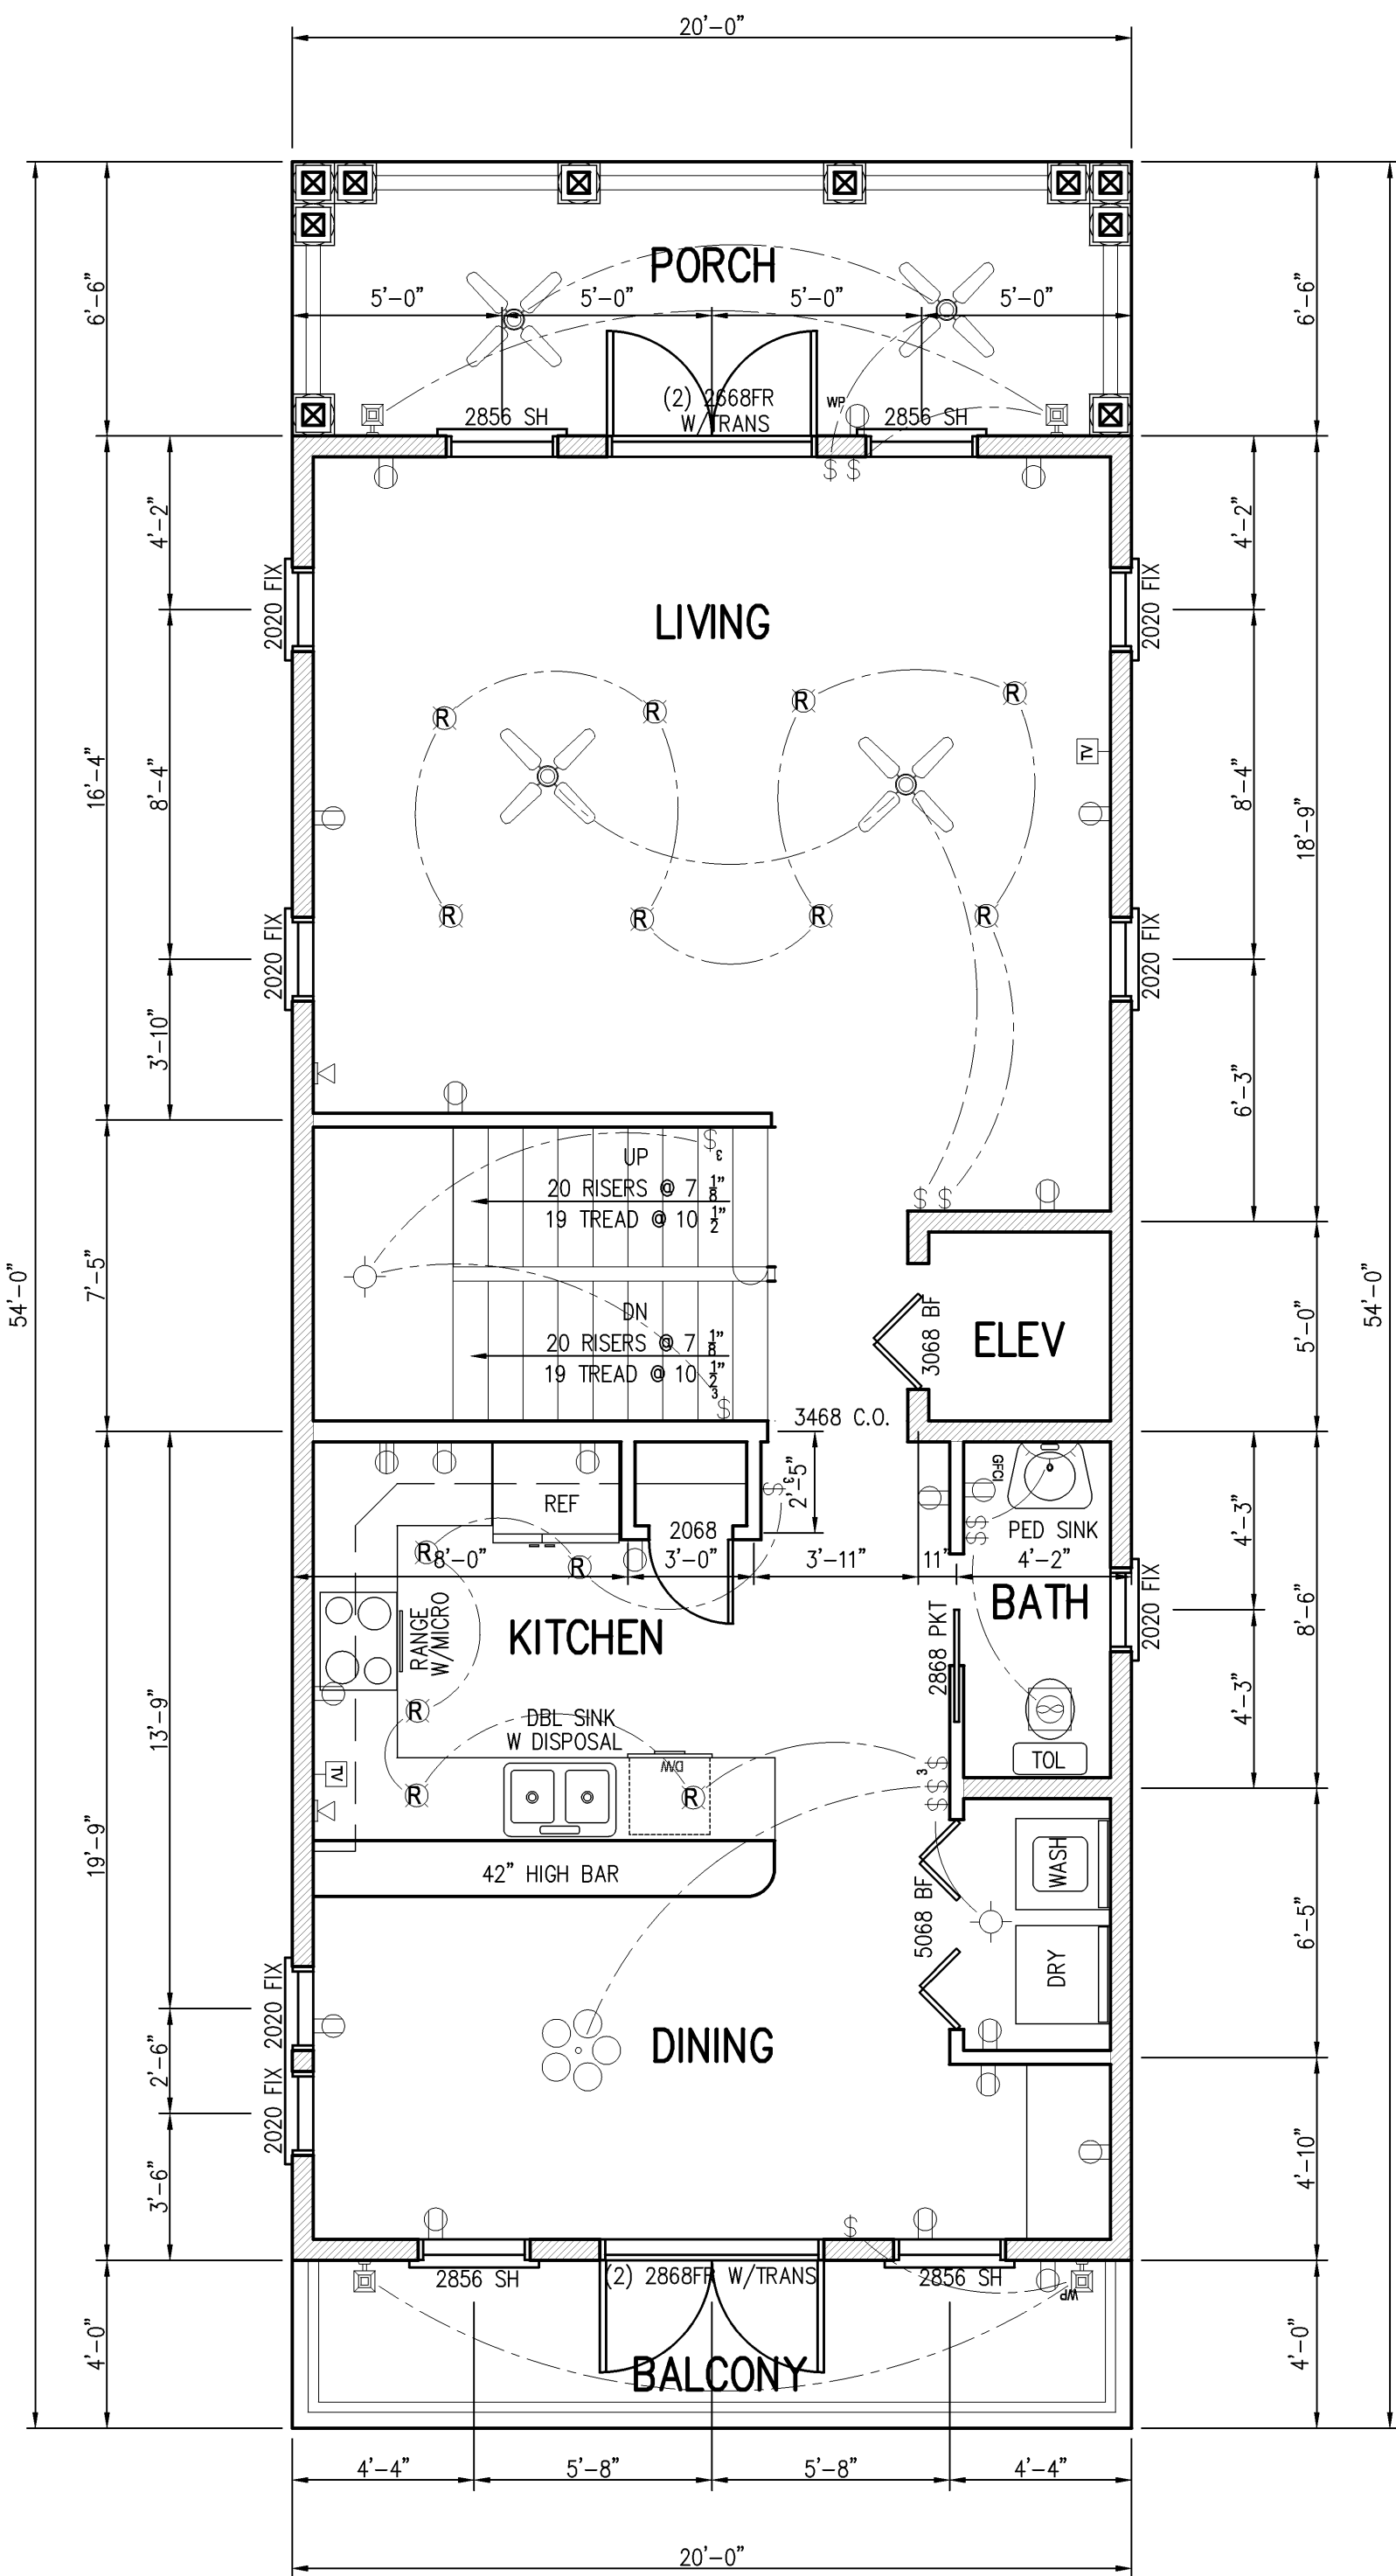 20'-0"
54'-0"
6'-6"
16'-4"
7'-5"
19'-9"
4'-0"
4'-2"
8'-4"
3'-10"
13'-9"
2'-6"
3'-6"
PORCH
5'-0"
5'-0"
5'-0"
5'-0"
2856 SH
(2) 2668FR
W/TRANS
WP
2856 SH
$ $
2020 FIX
2020 FIX
LIVING
R
R
R
R
TV
R
R
R
R
2020 FIX
2020 FIX
$ $
UP
20 RISERS @ 7 1/8"
19 TREAD @ 10 1/2"
$ 3
DN
20 RISERS @ 7 1/8"
19 TREAD @ 10 1/2"
$ 3
3068 BF
ELEV
3468 C.O.
2'-5"
$ 3
REF
2068
GFCI
$$
PED SINK
R
R
8'-0"
3'-0"
3'-11"
11"
4'-2"
BATH
2020 FIX
KITCHEN
RANGE
W/MICRO
2868 PKT
R
DBL SINK
W DISPOSAL
D/W
TV
R
R
$ 3
$$
TOL
42" HIGH BAR
WASH
5068 BF
DRY
2020 FIX
2020 FIX
DINING
$
2856 SH
(2) 2868FR W/TRANS
2856 SH
WP
BALCONY
4'-4"
5'-8"
5'-8"
4'-4"
20'-0"
4'-2"
8'-4"
6'-3"
4'-3"
4'-3"
6'-6"
18'-9"
5'-0"
8'-6"
6'-5"
4'-10"
4'-0"
54'-0"